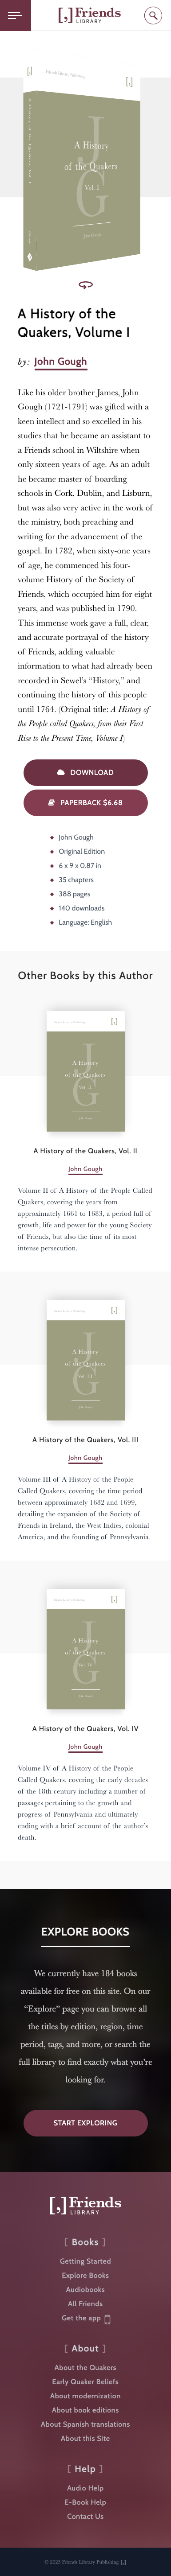 [,] Friends
LIBRARY
A History of the Quakers, Vol. I
A History
of the Quakers
Vol. I
John Gough
A History of the
Quakers, Volume I
by: John Gough
Like his older brother James, John
Gough (1721-1791) was gifted with a
keen intellect and so excelled in his
studies that he became an assistant to
a Friends school in Wiltshire when
only sixteen years of age. As an adult
he became master of boarding
schools in Cork, Dublin, and Lisburn,
but was also very active in the work of
the ministry, both preaching and
writing for the advancement of the
gospel. In 1782, when sixty-one years
of age, he commenced his four-
volume History of the Society of
Friends, which occupied him for eight
years, and was published in 1790.
This immense work gave a full, clear,
and accurate portrayal of the history
of Friends, adding valuable
information to what had already been
recorded in Sewel's "History," and
continuing the history of this people
until 1764. (Original title: A History of
the People called Quakers, from their First
Rise to the Present Time, Volume I)
DOWNLOAD
PAPERBACK $6.68
John Gough
Original Edition
6 x 9 x 0.87 in
35 chapters
388 pages
140 downloads
Language: English
Other Books by this Author
A History
of the Quakers
Vol. II
A History of the Quakers, Vol. II
John Gough
Volume II of A History of the People Called
Quakers, covering the years from
approximately 1661 to 1683, a period full of
growth, life and power for the young Society
of Friends, but also the time of its most
intense persecution.
A History
of the Quakers
Vol. III
A History of the Quakers, Vol. III
John Gough
Volume III of A History of the People
Called Quakers, covering the time period
between approximately 1682 and 1699,
detailing the expansion of the Society of
Friends in Ireland, the West Indies, colonial
America, and the founding of Pennsylvania.
A History
of the Quakers
Vol. IV
A History of the Quakers, Vol. IV
John Gough
Volume IV of A History of the People
Called Quakers, covering the early decades
of the 18th century including a number of
passages pertaining to the growth and
progress of Pennsylvania and ultimately
ending with a brief account of the author's
death.
EXPLORE BOOKS
We currently have 184 books
available for free on this site. On our
"Explore" page you can browse all
the titles by edition, region, time
period, tags, and more, or search the
full library to find exactly what you're
looking for.
START EXPLORING
[,] Friends
LIBRARY
[ Books ]
Getting Started
Explore Books
Audiobooks
All Friends
Get the app
[ About ]
About the Quakers
Early Quaker Beliefs
About modernization
About book editions
About Spanish translations
About this Site
[ Help ]
Audio Help
E-Book Help
Contact Us
© 2023 Friends Library Publishing [,]